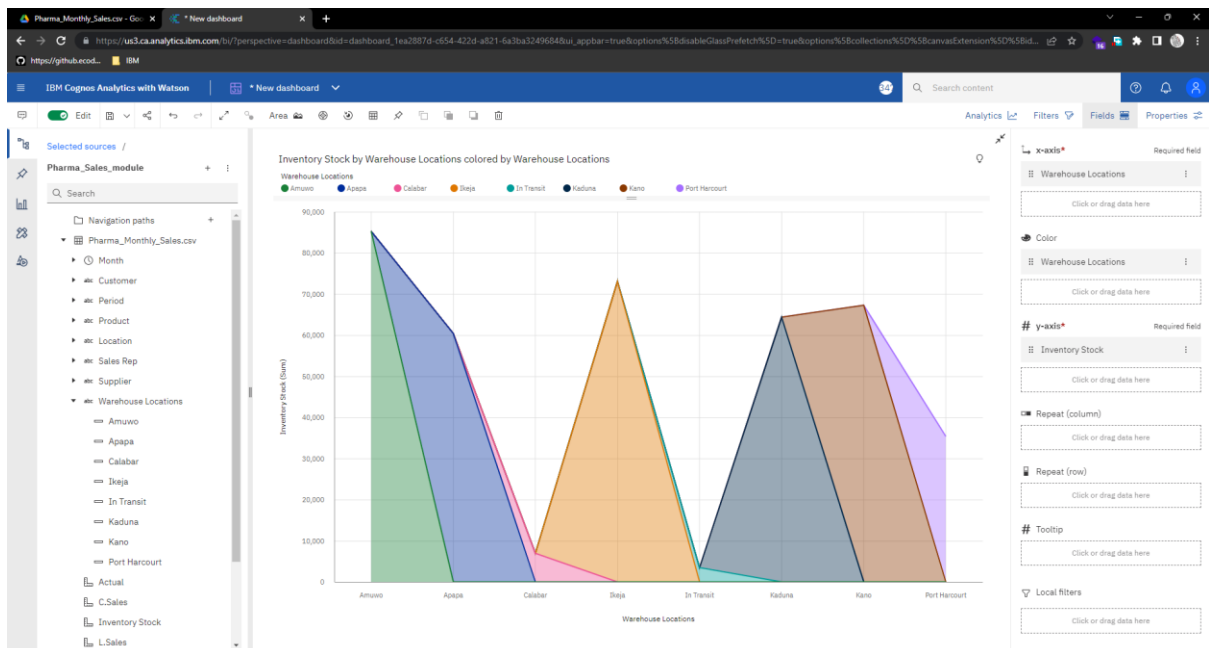 Pharma_Monthly_Sales.csv - Goo
* New dashboard
https://us3.ca.analytics.ibm.com/bi/?perspective=dashboard&id=dashboard_1ea2887d-c654-422d-a821-6a3ba3249684&ui_appbar=true&options%5BdisableGlassPrefetch%5D=true&options%5Bcollections%5D%5BcanvasExtension%5D%5Bid...
16
https://github.ecod...
IBM
IBM Cognos Analytics with Watson
* New dashboard
Search content
Edit
Area
Analytics
Filters
Fields
Properties
Selected sources /
Pharma_Sales_module
Search
Navigation paths
Pharma_Monthly_Sales.csv
Month
abc Customer
abc Period
abc Product
abc Location
abc Sales Rep
abc Supplier
abc Warehouse Locations
Amuwo
Apapa
Calabar
Ikeja
In Transit
Kaduna
Kano
Port Harcourt
Actual
C.Sales
Inventory Stock
L.Sales
Inventory Stock by Warehouse Locations colored by Warehouse Locations
Warehouse Locations
Amuwo Apapa Calabar Ikeja In Transit Kaduna Kano Port Harcourt
Inventory Stock (Sum)
90,000
80,000
70,000
60,000
50,000
40,000
30,000
20,000
10,000
0
Amuwo Apapa Calabar Ikeja In Transit Kaduna Kano Port Harcourt
Warehouse Locations
x-axis* Required field
Warehouse Locations
Click or drag data here
Color
Warehouse Locations
Click or drag data here
# y-axis* Required field
Inventory Stock
Click or drag data here
Repeat (column)
Click or drag data here
Repeat (row)
Click or drag data here
# Tooltip
Click or drag data here
Local filters
Click or drag data here